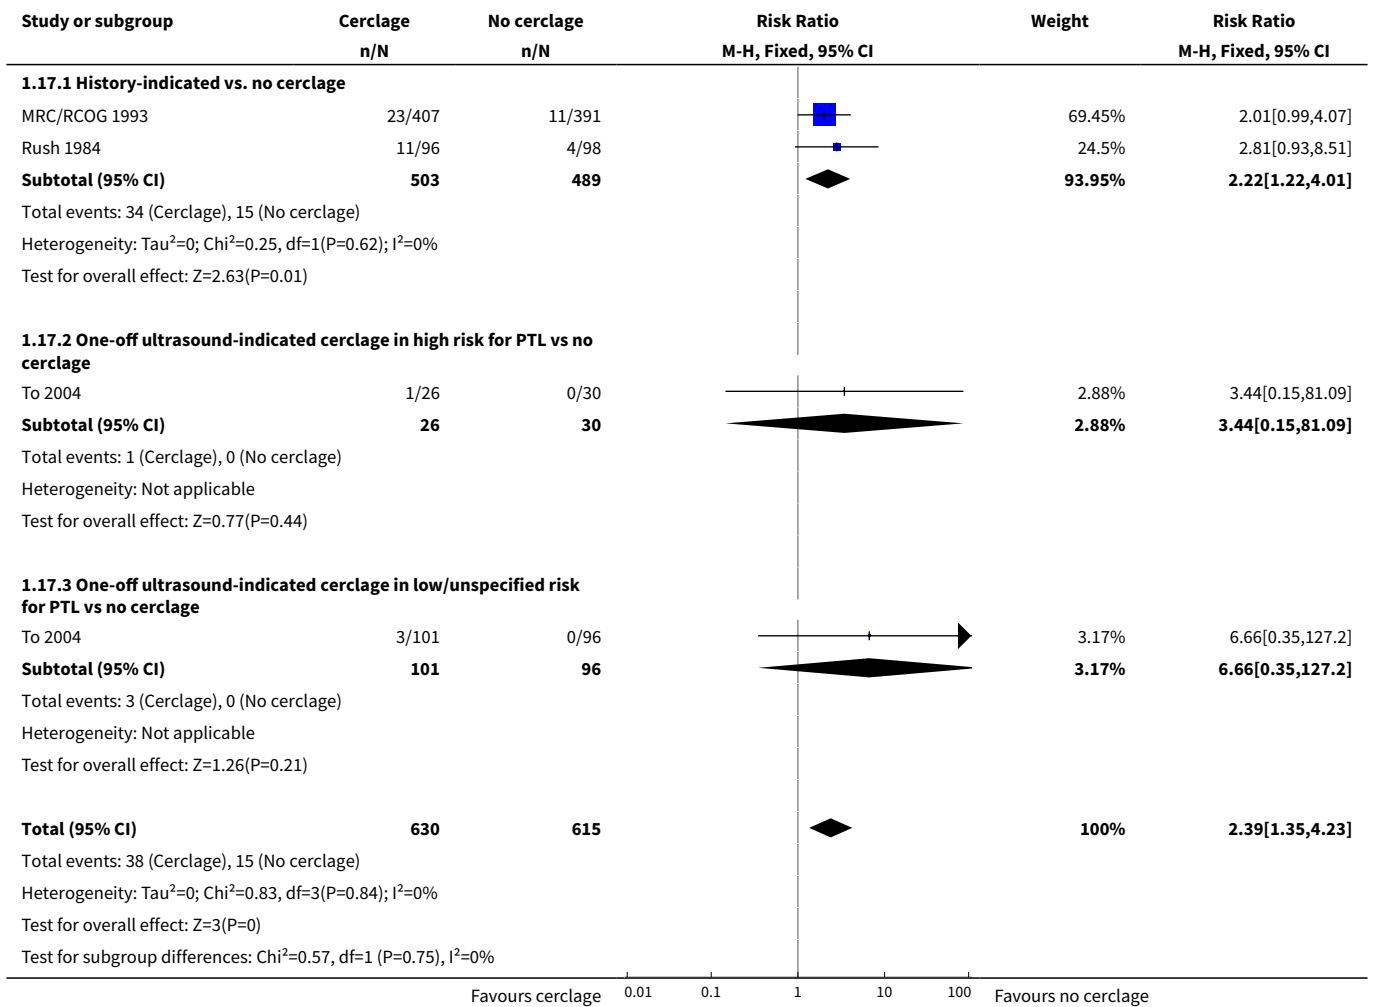 Study or subgroup Cerclage No cerclage Risk Ratio Weight Risk Ratio
n/N n/N M-H, Fixed, 95% CI M-H, Fixed, 95% CI
1.17.1 History-indicated vs. no cerclage
MRC/RCOG 1993 23/407 11/391 69.45% 2.01[0.99,4.07]
Rush 1984 11/96 4/98 24.5% 2.81[0.93,8.51]
Subtotal (95% CI) 503 489 93.95% 2.22[1.22,4.01]
Total events: 34 (Cerclage), 15 (No cerclage)
Heterogeneity: Tau²=0; Chi²=0.25, df=1(P=0.62); I²=0%
Test for overall effect: Z=2.63(P=0.01)
1.17.2 One-off ultrasound-indicated cerclage in high risk for PTL vs no
cerclage
To 2004 1/26 0/30 2.88% 3.44[0.15,81.09]
Subtotal (95% CI) 26 30 2.88% 3.44[0.15,81.09]
Total events: 1 (Cerclage), 0 (No cerclage)
Heterogeneity: Not applicable
Test for overall effect: Z=0.77(P=0.44)
1.17.3 One-off ultrasound-indicated cerclage in low/unspecified risk
for PTL vs no cerclage
To 2004 3/101 0/96 3.17% 6.66[0.35,127.2]
Subtotal (95% CI) 101 96 3.17% 6.66[0.35,127.2]
Total events: 3 (Cerclage), 0 (No cerclage)
Heterogeneity: Not applicable
Test for overall effect: Z=1.26(P=0.21)
Total (95% CI) 630 615 100% 2.39[1.35,4.23]
Total events: 38 (Cerclage), 15 (No cerclage)
Heterogeneity: Tau²=0; Chi²=0.83, df=3(P=0.84); I²=0%
Test for overall effect: Z=3(P=0)
Test for subgroup differences: Chi²=0.57, df=1 (P=0.75), I²=0%
Favours cerclage 0.01 0.1 1 10 100 Favours no cerclage